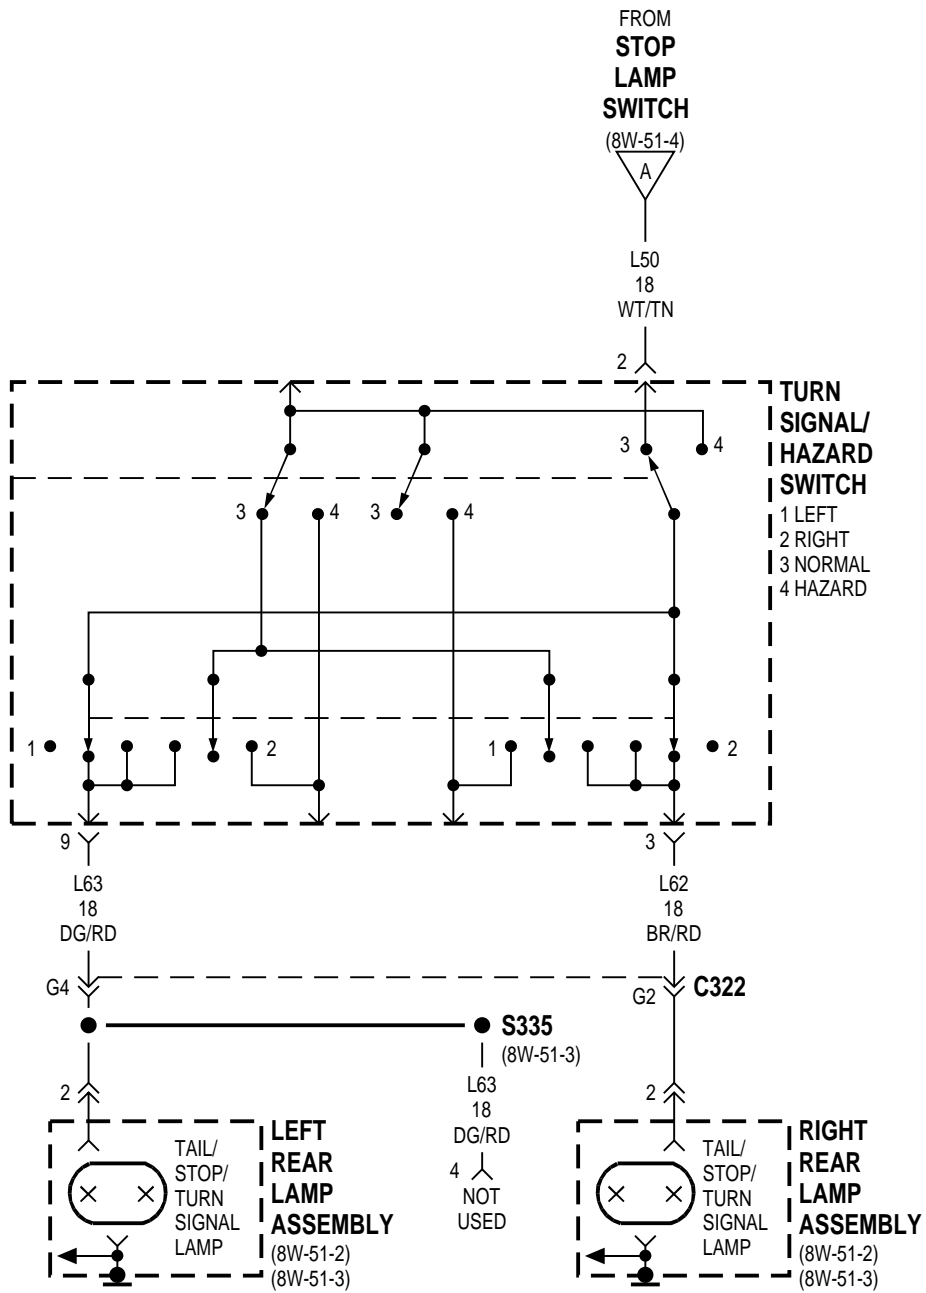 FROM
STOP
LAMP
SWITCH
(8W-51-4)
A
L50
18
WT/TN
2
TURN
SIGNAL/
HAZARD
SWITCH
1 LEFT
2 RIGHT
3 NORMAL
4 HAZARD
3 4
3 4 3 4
1 2 1 2
9 3
L63
18
DG/RD
L62
18
BR/RD
G4 G2 C322
S335
(8W-51-3)
L63
18
DG/RD
4
NOT
USED
2
LEFT
REAR
LAMP
ASSEMBLY
(8W-51-2)
(8W-51-3)
TAIL/
STOP/
TURN
SIGNAL
LAMP
2
RIGHT
REAR
LAMP
ASSEMBLY
(8W-51-2)
(8W-51-3)
TAIL/
STOP/
TURN
SIGNAL
LAMP